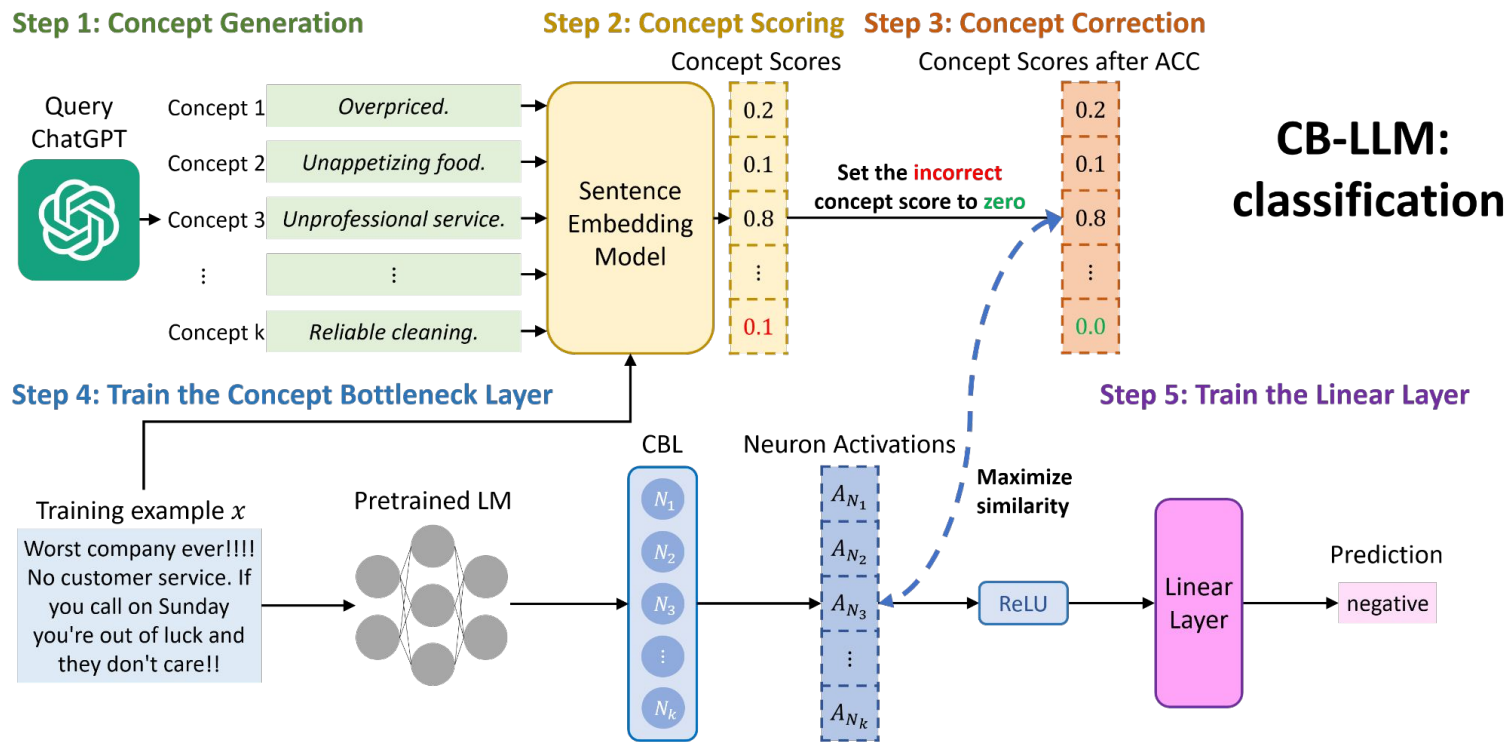 Step 1: Concept Generation
Step 2: Concept Scoring
Step 3: Concept Correction
Query
ChatGPT
Concept 1
Overpriced.
Concept 2
Unappetizing food.
Concept 3
Unprofessional service.
⋮
⋮
Concept k
Reliable cleaning.
Sentence
Embedding
Model
Concept Scores
0.2
0.1
0.8
⋮
0.1
Set the incorrect
concept score to zero
Concept Scores after ACC
0.2
0.1
0.8
⋮
0.0
CB-LLM:
classification
Step 4: Train the Concept Bottleneck Layer
Step 5: Train the Linear Layer
Training example x
Worst company ever!!!!
No customer service. If
you call on Sunday
you're out of luck and
they don't care!!
Pretrained LM
CBL
N₁
N₂
N₃
⋮
Nₖ
Neuron Activations
A_N₁
A_N₂
A_N₃
⋮
A_Nₖ
Maximize
similarity
ReLU
Linear
Layer
Prediction
negative